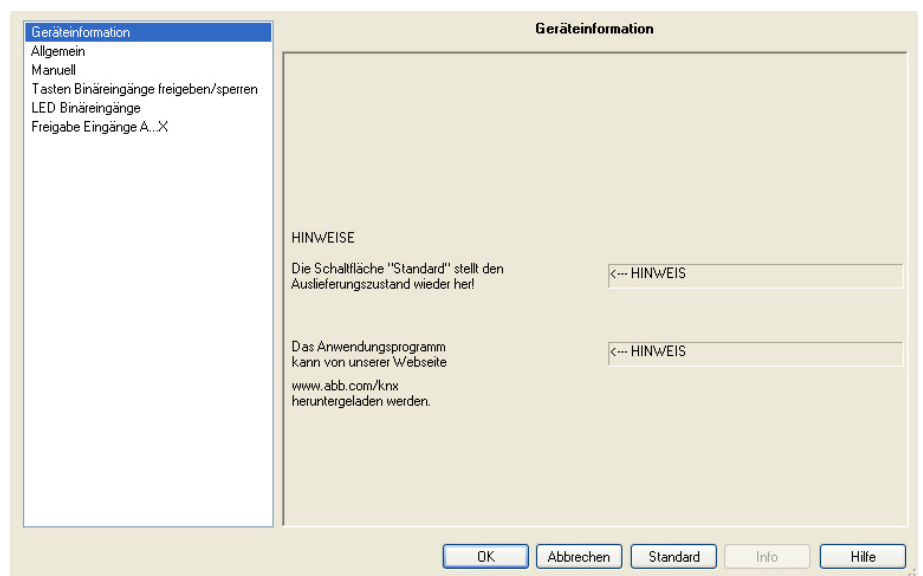 Geräteinformation
Allgemein
Manuell
Tasten Binäreingänge freigeben/sperren
LED Binäreingänge
Freigabe Eingänge A...X
Geräteinformation
HINWEISE
Die Schaltfläche "Standard" stellt den
Auslieferungszustand wieder her!
<--- HINWEIS
Das Anwendungsprogramm
kann von unserer Webseite
<--- HINWEIS
www.abb.com/knx
heruntergeladen werden.
OK
Abbrechen
Standard
Info
Hilfe